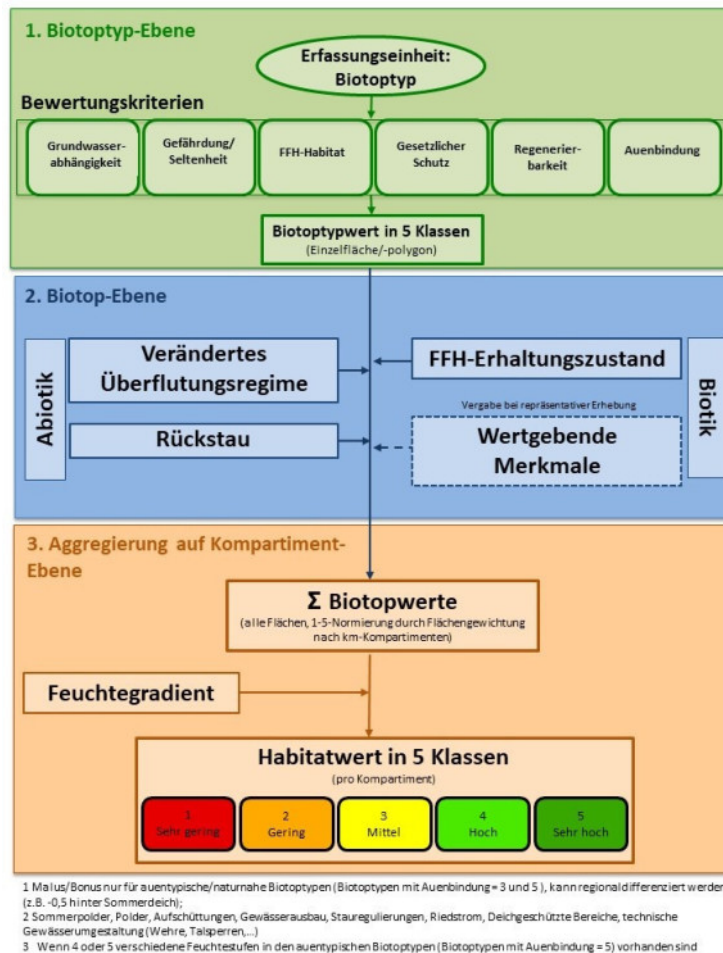 1. Biotoptyp-Ebene
Erfassungseinheit:
Biotoptyp
Bewertungskriterien
Grundwasser-
abhängigkeit
Gefährdung/
Seltenheit
FFH-Habitat
Gesetzlicher
Schutz
Regenerier-
barkeit
Auenbindung
Biotoptypwert in 5 Klassen
(Einzelfläche/-polygon)
2. Biotop-Ebene
Abiotik
Verändertes
Überflutungsregime
Rückstau
FFH-Erhaltungszustand
Vergabe bei repräsentativer Erhebung
Wertgebende
Merkmale
Biotik
3. Aggregierung auf Kompartiment-
Ebene
Σ Biotopwerte
(alle Flächen, 1-5-Normierung durch Flächengewichtung
nach km-Kompartimenten)
Feuchtegradient
Habitatwert in 5 Klassen
(pro Kompartiment)
1
Sehr gering
2
Gering
3
Mittel
4
Hoch
5
Sehr hoch
1 Malus/Bonus nur für auentypische/naturnahe Biotoptypen (Biotoptypen mit Auenbindung = 3 und 5), kann regional differenziert werden
(z.B. -0,5 hinter Sommerdeich);
2 Sommerpolder, Polder, Aufschüttungen, Gewässerausbau, Stauregulierungen, Riedstrom, Deichgeschützte Bereiche, technische
Gewässerumgestaltung (Wehre, Talsperren,...)
3 Wenn 4 oder 5 verschiedene Feuchtestufen in den auentypischen Biotoptypen (Biotoptypen mit Auenbindung = 5) vorhanden sind